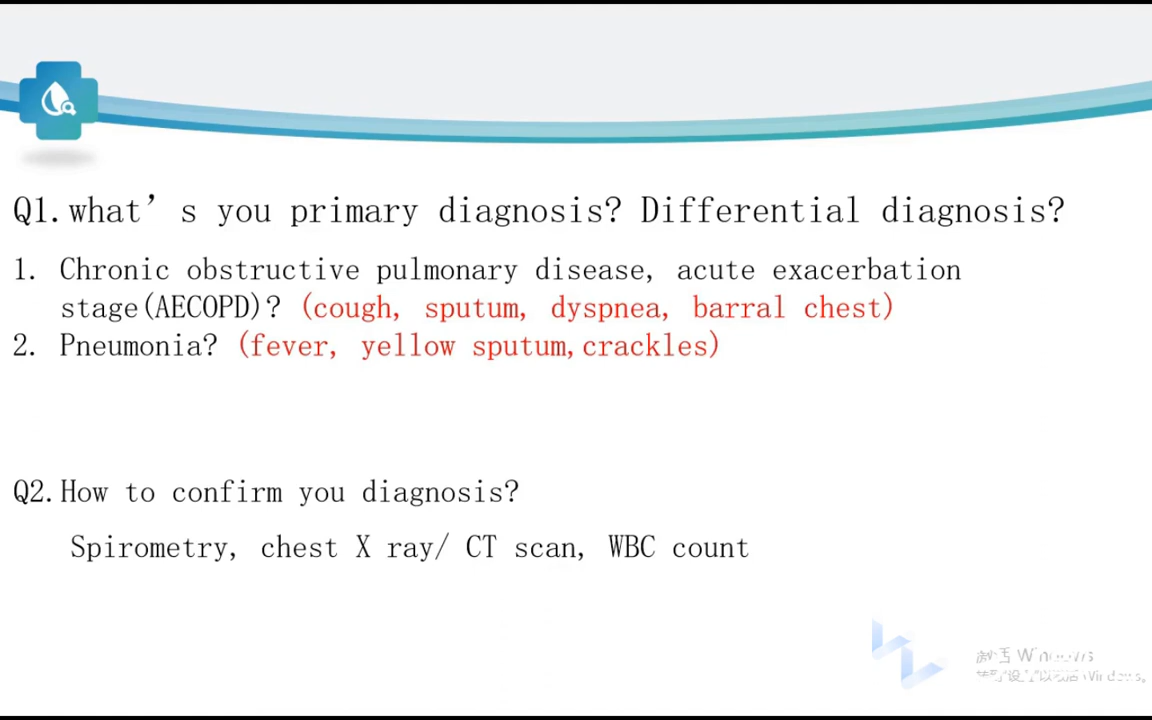 Q1.what’s you primary diagnosis? Differential diagnosis?
1. Chronic obstructive pulmonary disease, acute exacerbation
stage(AECOPD)? (cough, sputum, dyspnea, barral chest)
2. Pneumonia? (fever, yellow sputum,crackles)
Q2.How to confirm you diagnosis?
Spirometry, chest X ray/ CT scan, WBC count
Windows